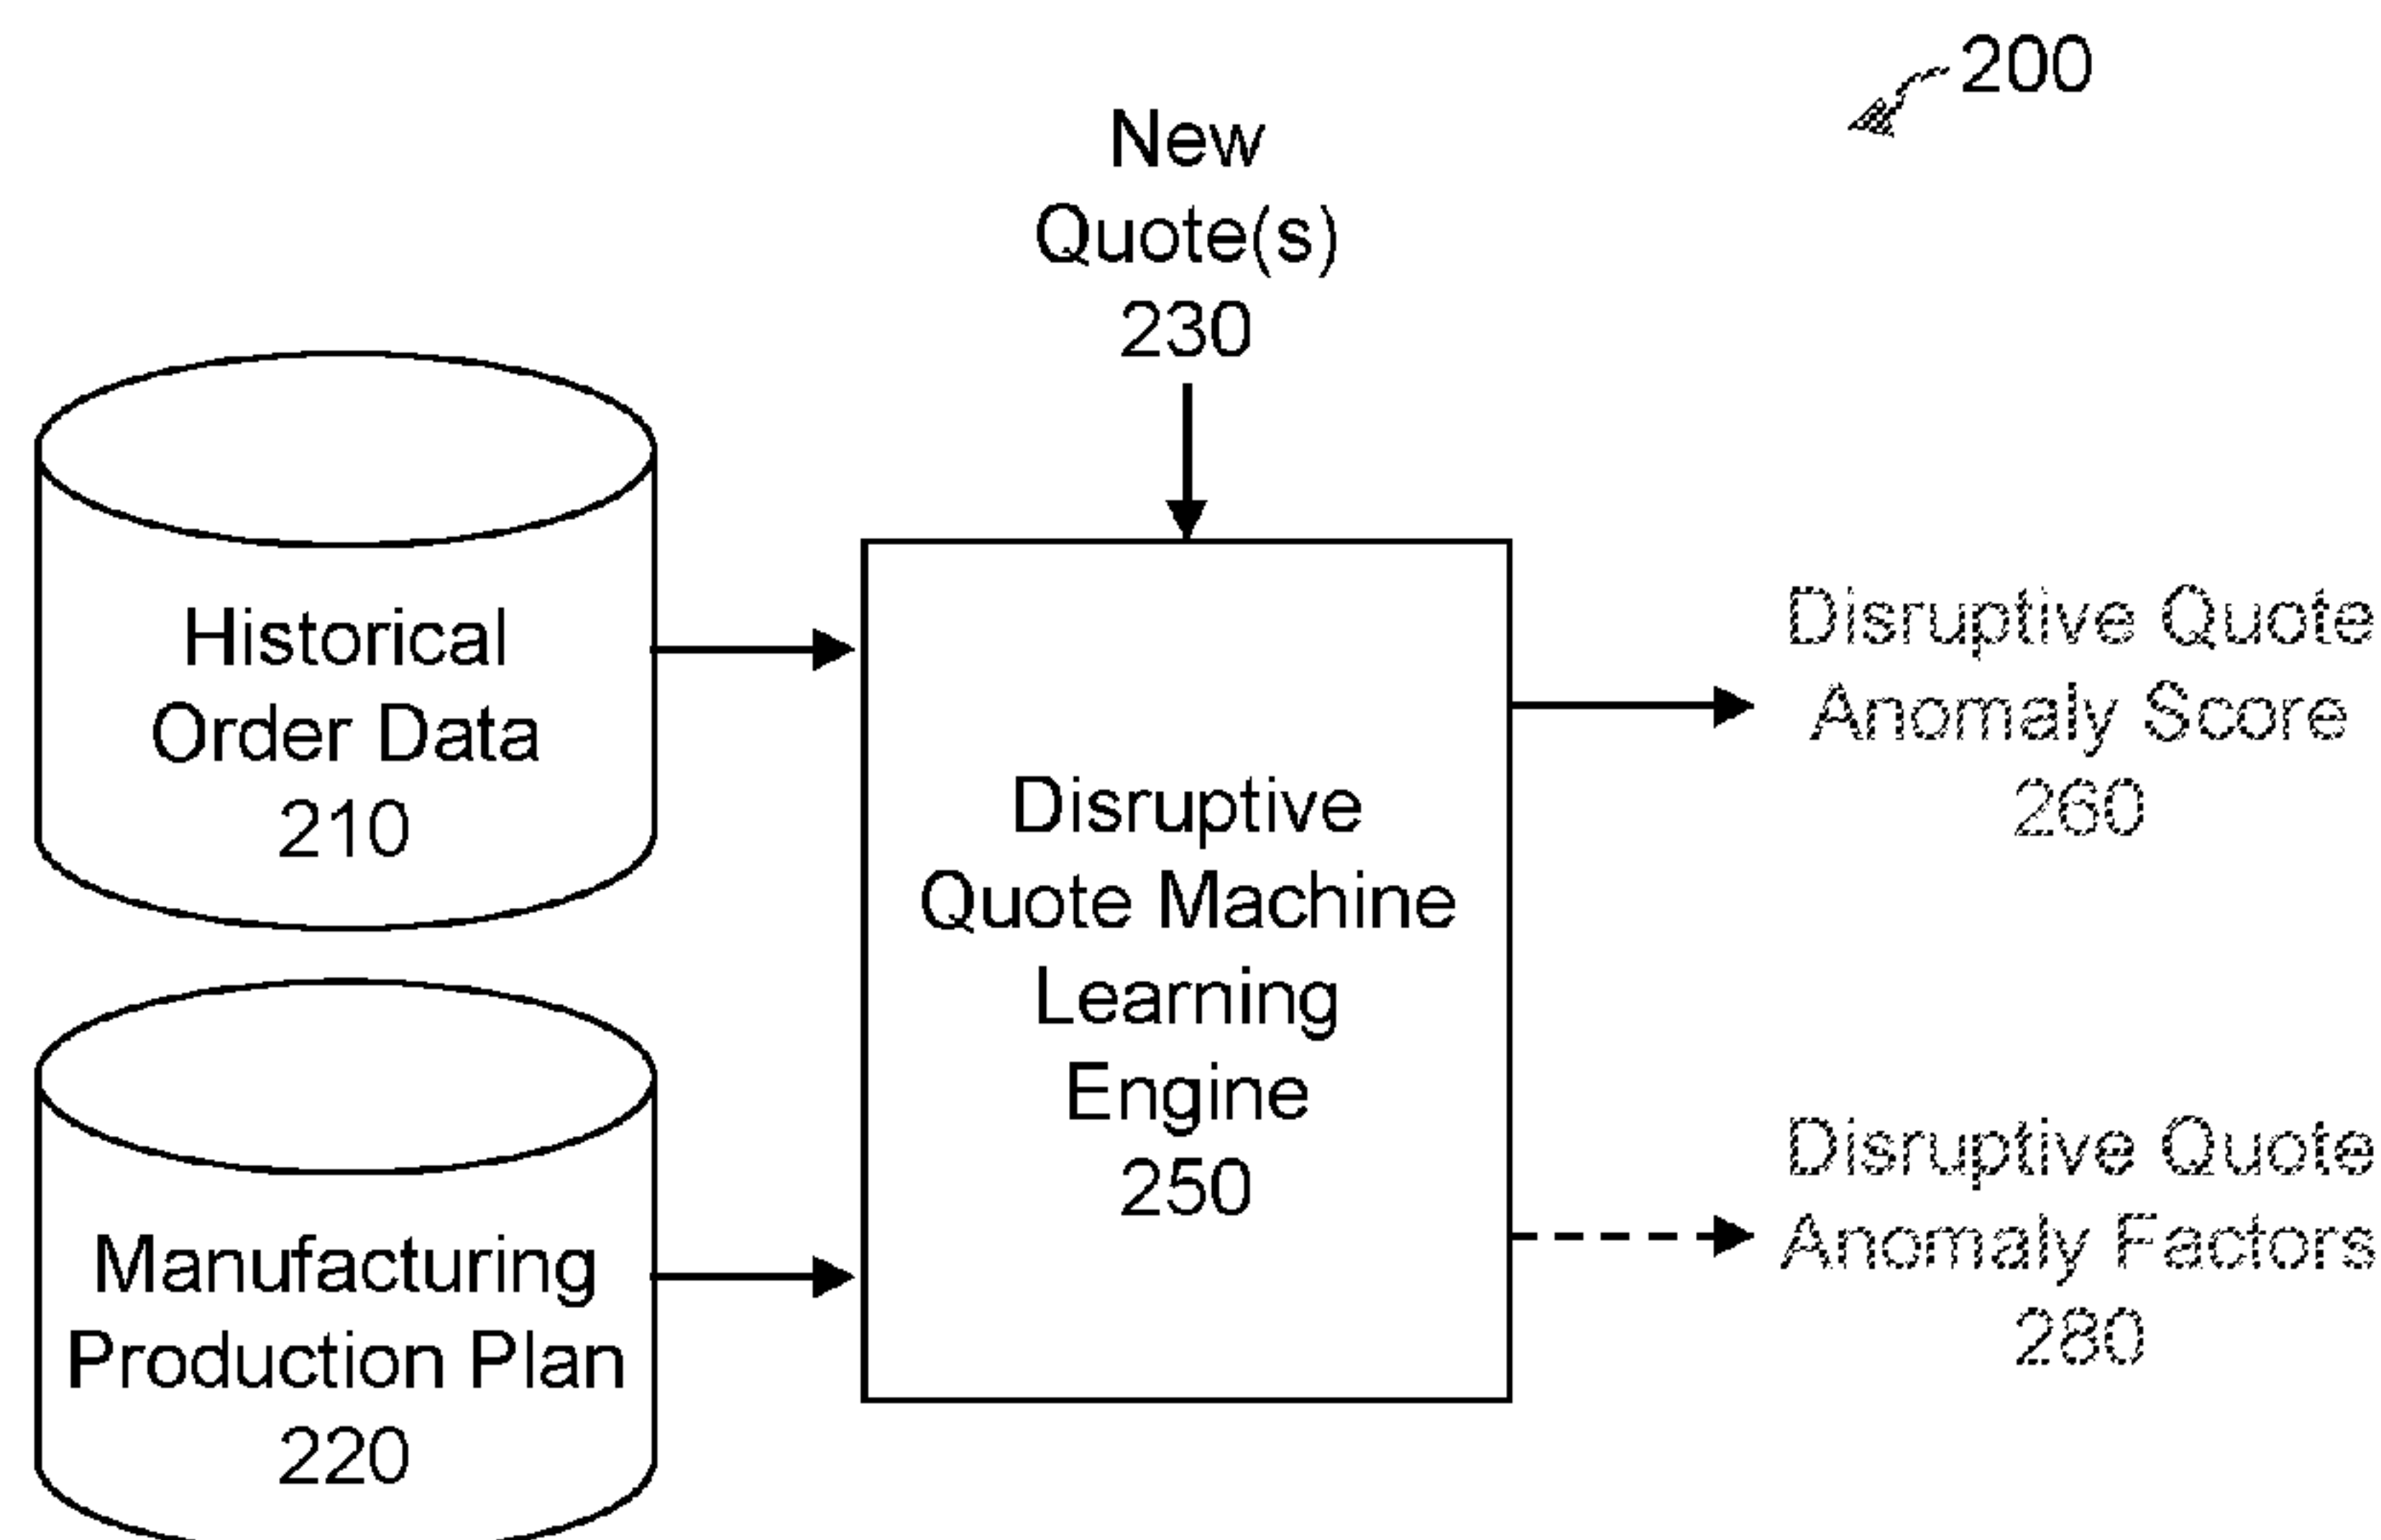 200
New
Quote(s)
230
Historical
Order Data
210
Manufacturing
Production Plan
220
Disruptive
Quote Machine
Learning
Engine
250
Disruptive Quote
Anomaly Score
260
Disruptive Quote
Anomaly Factors
280